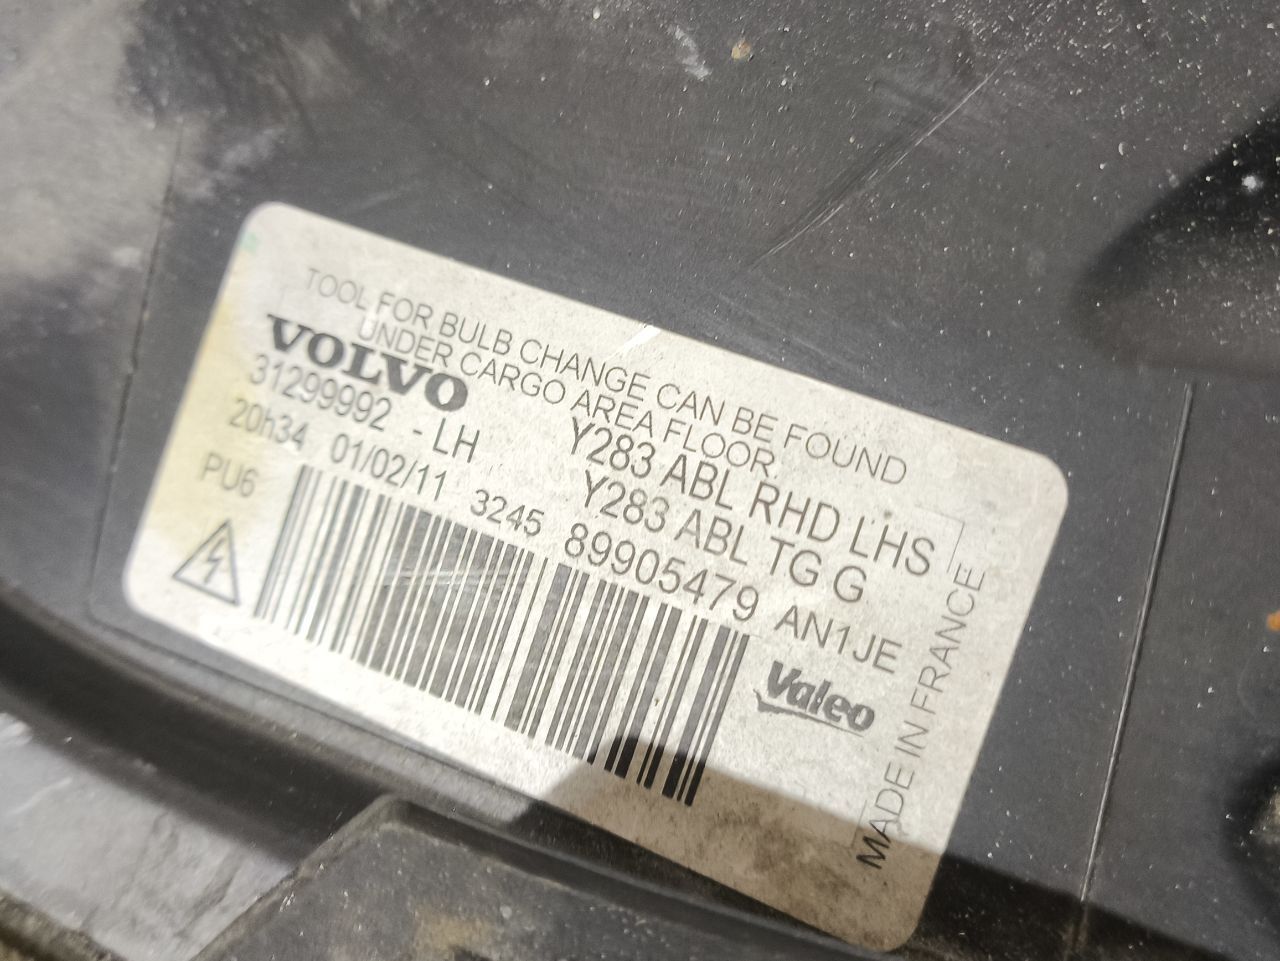 TOOL FOR BULB CHANGE CAN BE FOUND
UNDER CARGO AREA FLOOR.
VOLVO
31299992 - LH Y283 ABL RHD LHS
20h34 01/02/11 3245 Y283 ABL TG G
PU6 89905479 AN1JE
Valeo
MADE IN FRANCE